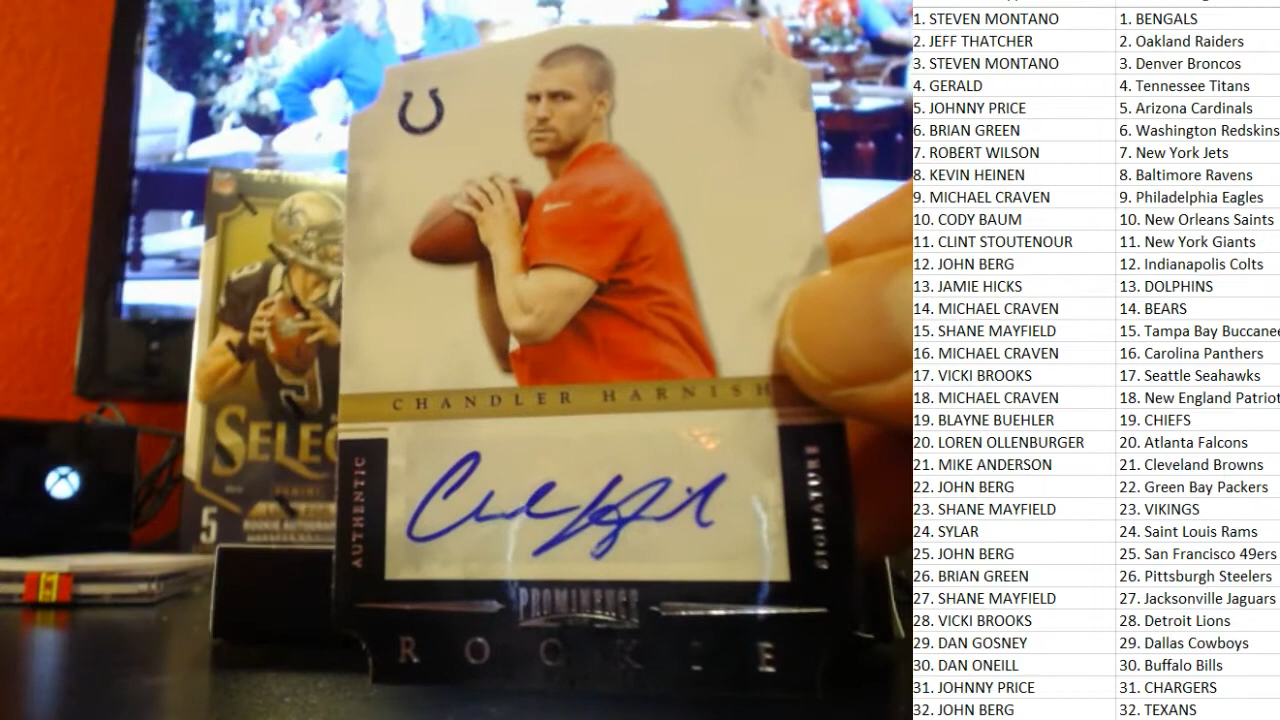 CHANDLER HARNISH
AUTHENTIC
SIGNATURE
PROMINENCE
ROOKIE
SELEC
PANINI
5
1. STEVEN MONTANO 1. BENGALS
2. JEFF THATCHER 2. Oakland Raiders
3. STEVEN MONTANO 3. Denver Broncos
4. GERALD 4. Tennessee Titans
5. JOHNNY PRICE 5. Arizona Cardinals
6. BRIAN GREEN 6. Washington Redskins
7. ROBERT WILSON 7. New York Jets
8. KEVIN HEINEN 8. Baltimore Ravens
9. MICHAEL CRAVEN 9. Philadelphia Eagles
10. CODY BAUM 10. New Orleans Saints
11. CLINT STOUTENOUR 11. New York Giants
12. JOHN BERG 12. Indianapolis Colts
13. JAMIE HICKS 13. DOLPHINS
14. MICHAEL CRAVEN 14. BEARS
15. SHANE MAYFIELD 15. Tampa Bay Buccanee
16. MICHAEL CRAVEN 16. Carolina Panthers
17. VICKI BROOKS 17. Seattle Seahawks
18. MICHAEL CRAVEN 18. New England Patriot
19. BLAYNE BUEHLER 19. CHIEFS
20. LOREN OLLENBURGER 20. Atlanta Falcons
21. MIKE ANDERSON 21. Cleveland Browns
22. JOHN BERG 22. Green Bay Packers
23. SHANE MAYFIELD 23. VIKINGS
24. SYLAR 24. Saint Louis Rams
25. JOHN BERG 25. San Francisco 49ers
26. BRIAN GREEN 26. Pittsburgh Steelers
27. SHANE MAYFIELD 27. Jacksonville Jaguars
28. VICKI BROOKS 28. Detroit Lions
29. DAN GOSNEY 29. Dallas Cowboys
30. DAN ONEILL 30. Buffalo Bills
31. JOHNNY PRICE 31. CHARGERS
32. JOHN BERG 32. TEXANS